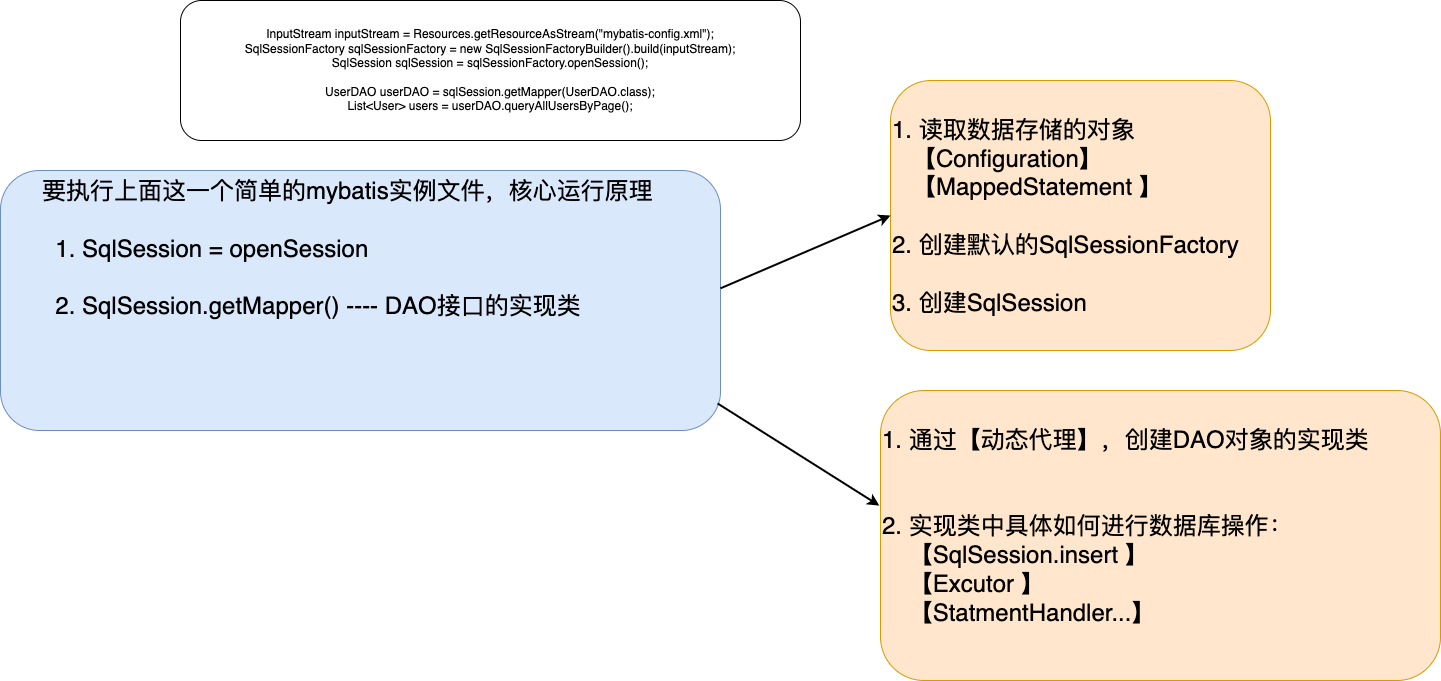 InputStream inputStream = Resources.getResourceAsStream("mybatis-config.xml");
SqlSessionFactory sqlSessionFactory = new SqlSessionFactoryBuilder().build(inputStream);
SqlSession sqlSession = sqlSessionFactory.openSession();
UserDAO userDAO = sqlSession.getMapper(UserDAO.class);
List<User> users = userDAO.queryAllUsersByPage();
要执行上面这一个简单的mybatis实例文件，核心运行原理
1. SqlSession = openSession
2. SqlSession.getMapper() ---- DAO接口的实现类
1. 读取数据存储的对象
【Configuration】
【MappedStatement 】
2. 创建默认的SqlSessionFactory
3. 创建SqlSession
1. 通过【动态代理】，创建DAO对象的实现类
2. 实现类中具体如何进行数据库操作：
【SqlSession.insert 】
【Excutor 】
【StatmentHandler...】